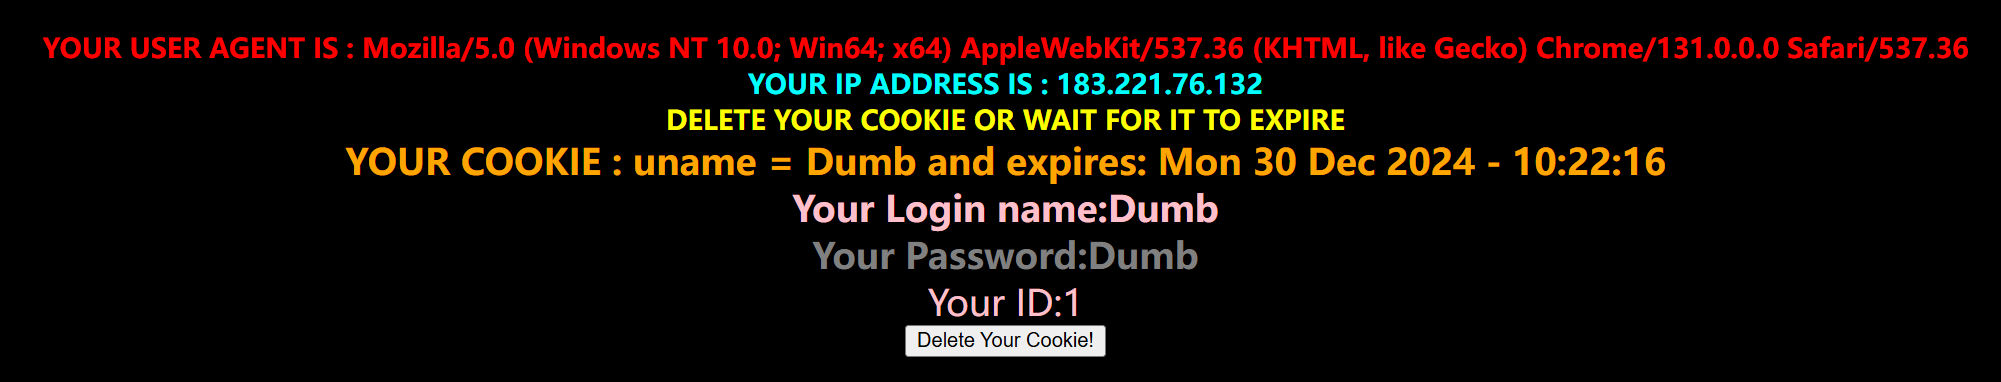 YOUR USER AGENT IS : Mozilla/5.0 (Windows NT 10.0; Win64; x64) AppleWebKit/537.36 (KHTML, like Gecko) Chrome/131.0.0.0 Safari/537.36
YOUR IP ADDRESS IS : 183.221.76.132
DELETE YOUR COOKIE OR WAIT FOR IT TO EXPIRE
YOUR COOKIE : uname = Dumb and expires: Mon 30 Dec 2024 - 10:22:16
Your Login name:Dumb
Your Password:Dumb
Your ID:1
Delete Your Cookie!